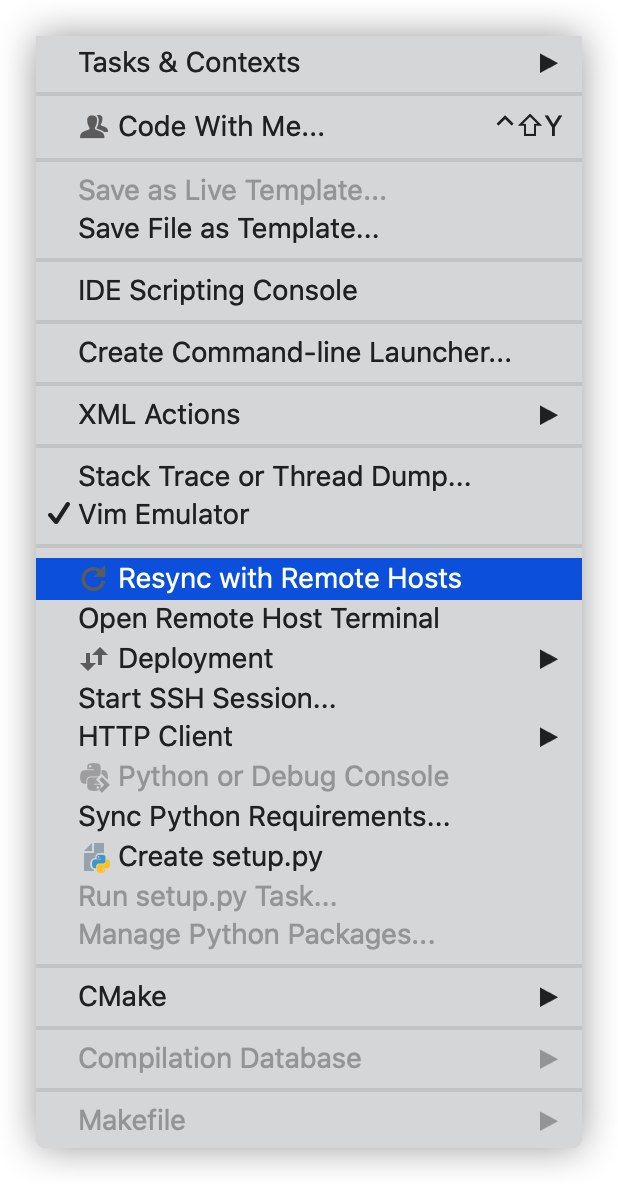 Tasks & Contexts ▶
Code With Me... ^⇧Y
Save as Live Template...
Save File as Template...
IDE Scripting Console
Create Command-line Launcher...
XML Actions ▶
Stack Trace or Thread Dump...
✓ Vim Emulator
Resync with Remote Hosts
Open Remote Host Terminal
Deployment ▶
Start SSH Session...
HTTP Client ▶
Python or Debug Console
Sync Python Requirements...
Create setup.py
Run setup.py Task...
Manage Python Packages...
CMake ▶
Compilation Database ▶
Makefile ▶